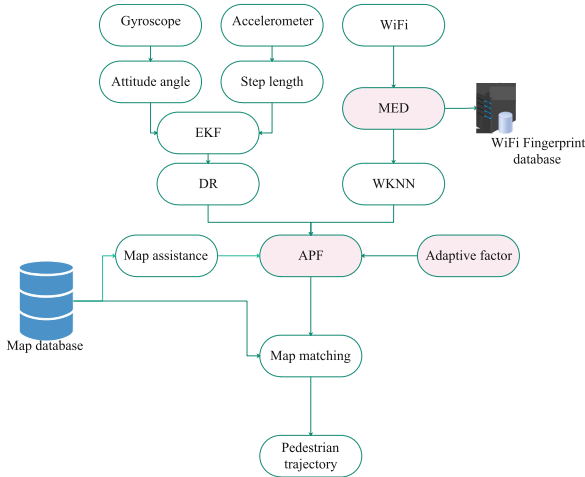 Gyroscope
Accelerometer
WiFi
Attitude angle
Step length
MED
EKF
WiFi Fingerprint
database
DR
WKNN
Map assistance
APF
Adaptive factor
Map database
Map matching
Pedestrian
trajectory